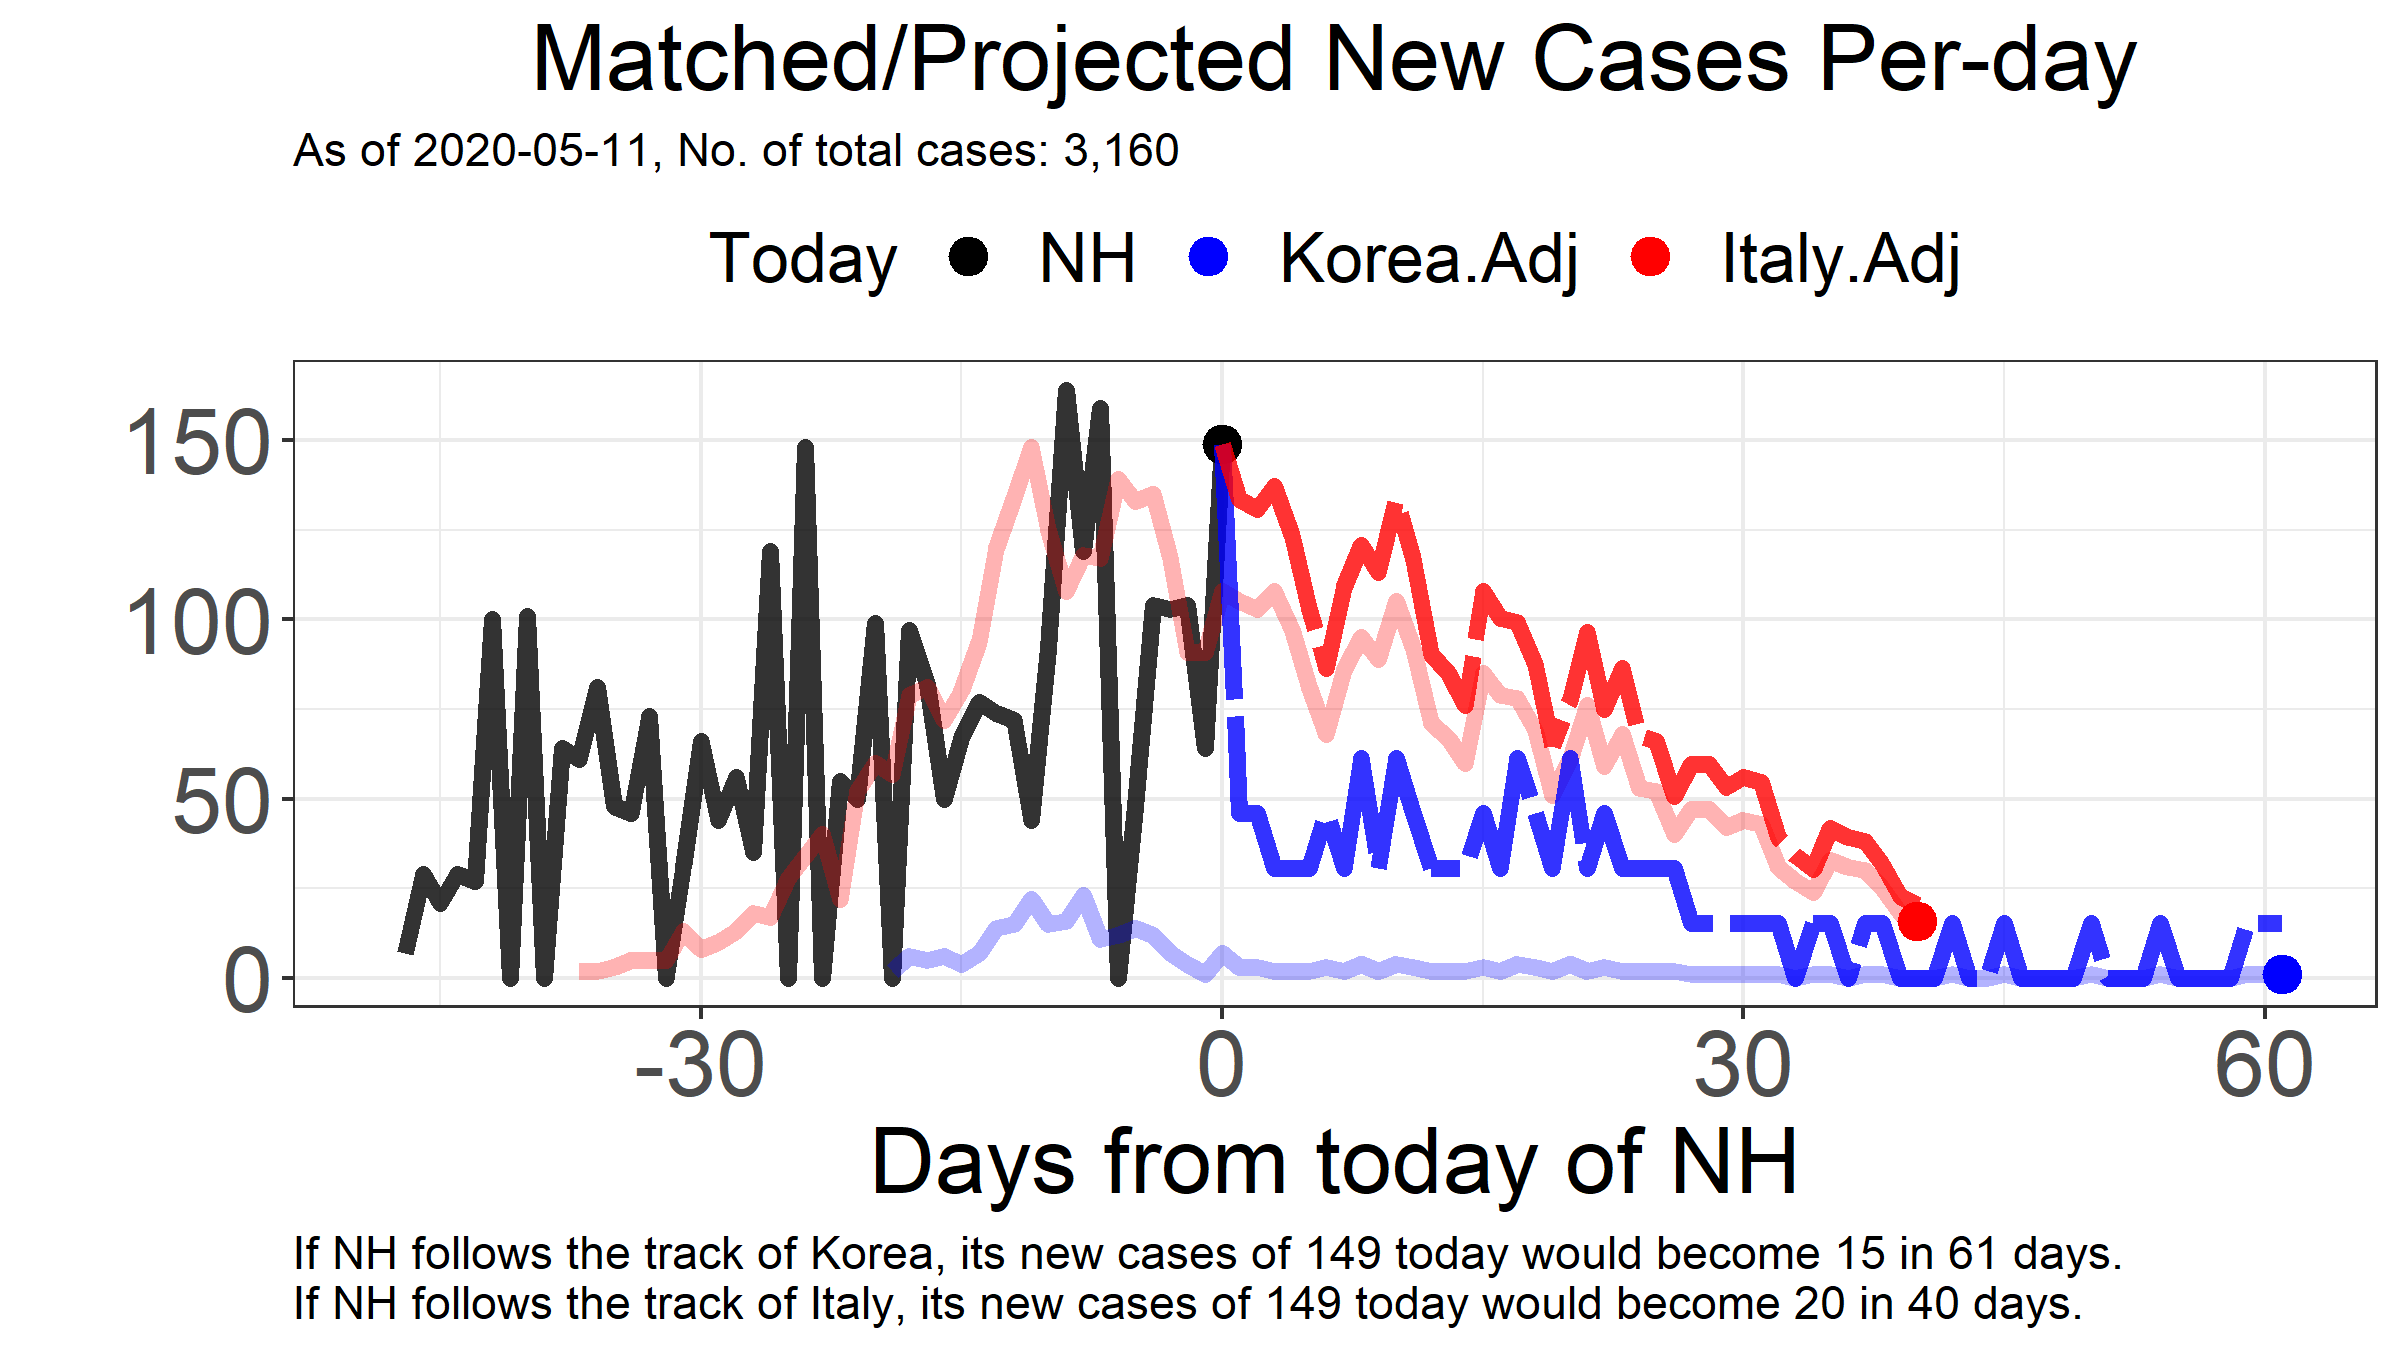 Matched/Projected New Cases Per-day
As of 2020-05-11, No. of total cases: 3,160
Today NH Korea.Adj Italy.Adj
150
100
50
0
-30 0 30 60
Days from today of NH
If NH follows the track of Korea, its new cases of 149 today would become 15 in 61 days.
If NH follows the track of Italy, its new cases of 149 today would become 20 in 40 days.